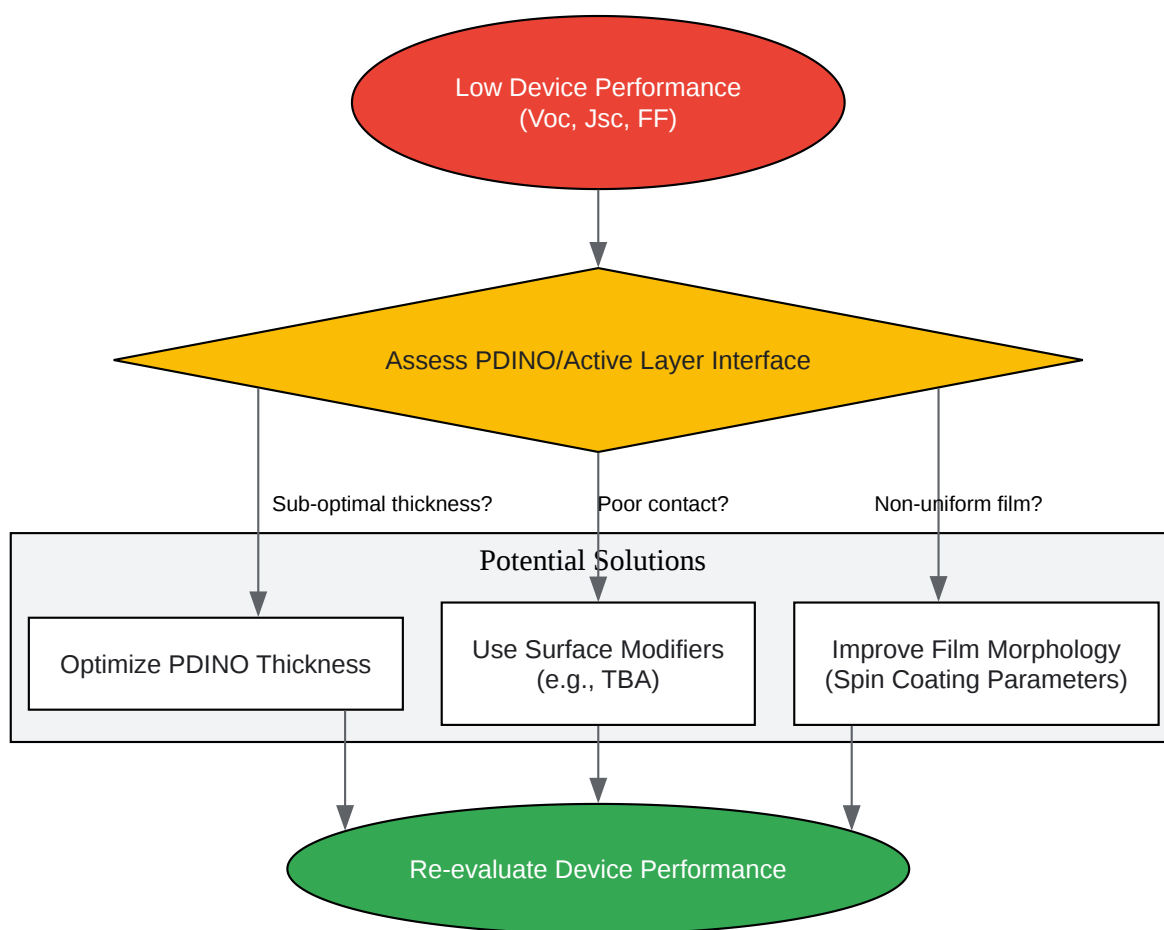 Low Device Performance
(Voc, Jsc, FF)
Assess PDINO/Active Layer Interface
Sub-optimal thickness?
Poor contact?
Non-uniform film?
Potential Solutions
Optimize PDINO Thickness
Use Surface Modifiers
(e.g., TBA)
Improve Film Morphology
(Spin Coating Parameters)
Re-evaluate Device Performance